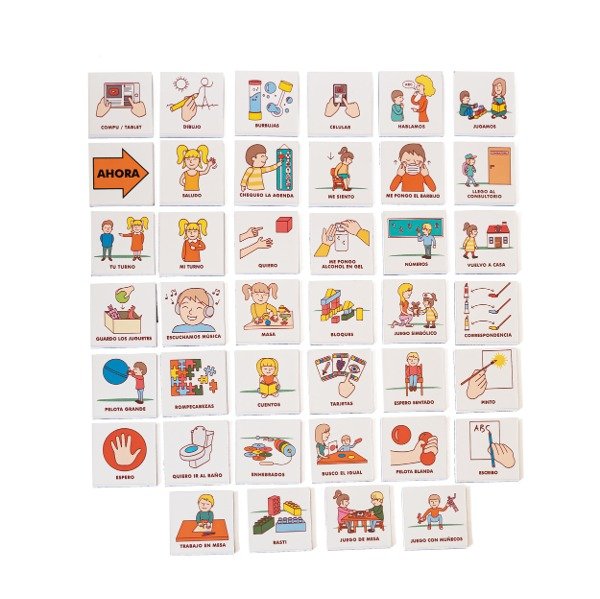 COMPU / TABLET
DIBUJO
BURBUJAS
CELULAR
ABC
HABLAMOS
JUGAMOS
AHORA
SALUDO
CHEQUEO LA AGENDA
ME SIENTO
ME PONGO EL BARBIJO
LLEGO AL
CONSULTORIO
TU TURNO
MI TURNO
QUIERO
ME PONGO
ALCOHOL EN GEL
NÚMEROS
VUELVO A CASA
GUARDO LOS JUGUETES
ESCUCHAMOS MÚSICA
MASA
BLOQUES
JUEGO SIMBÓLICO
CORRESPONDENCIA
PELOTA GRANDE
ROMPECABEZAS
CUENTOS
TARJETAS
ESPERO SENTADO
PINTO
ESPERO
QUIERO IR AL BAÑO
ENHEBRADOS
BUSCO EL IGUAL
PELOTA BLANDA
ABC
ESCRIBO
TRABAJO EN MESA
RASTI
JUEGO DE MESA
JUEGO CON MUÑECOS